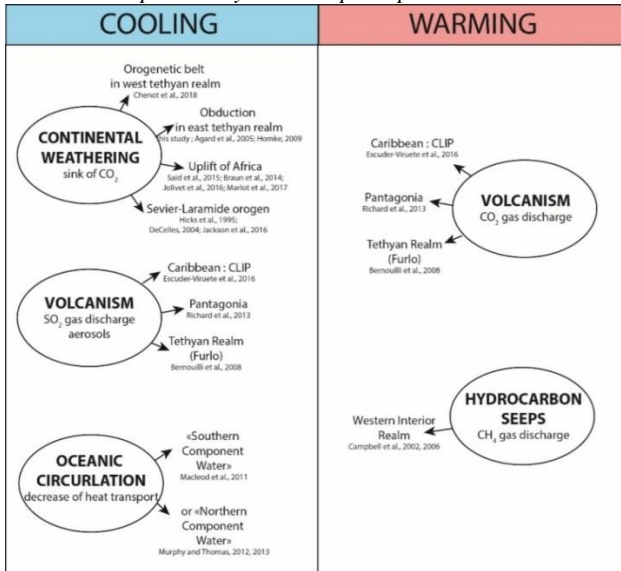 COOLING
WARMING
Orogenetic belt
in west tethyan realm
Chenot et al., 2018
CONTINENTAL
WEATHERING
sink of CO2
Obduction
in east tethyan realm
This study ; Agard et al., 2005; Homke, 2009
Uplift of Africa
Said et al., 2015; Braun et al., 2014;
Jolivet et al., 2016; Marlot et al., 2017
Sevier-Laramide orogen
Hicks et al., 1995;
DeCelles, 2004; Jackson et al., 2016
Caribbean : CLIP
Escuder-Viruete et al., 2016
VOLCANISM
SO2 gas discharge
aerosols
Pantagonia
Richard et al., 2013
Tethyan Realm
(Furlo)
Bernouilli et al., 2008
«Southern
Component
Water»
Macleod et al., 2011
OCEANIC
CIRCURLATION
decrease of heat transport
or «Northern
Component
Water»
Murphy and Thomas, 2012, 2013
Caribbean : CLIP
Escuder-Viruete et al., 2016
VOLCANISM
CO2 gas discharge
Pantagonia
Richard et al., 2013
Tethyan Realm
(Furlo)
Bernouilli et al., 2008
HYDROCARBON
SEEPS
CH4 gas discharge
Western Interior
Realm
Campbell et al., 2002, 2006